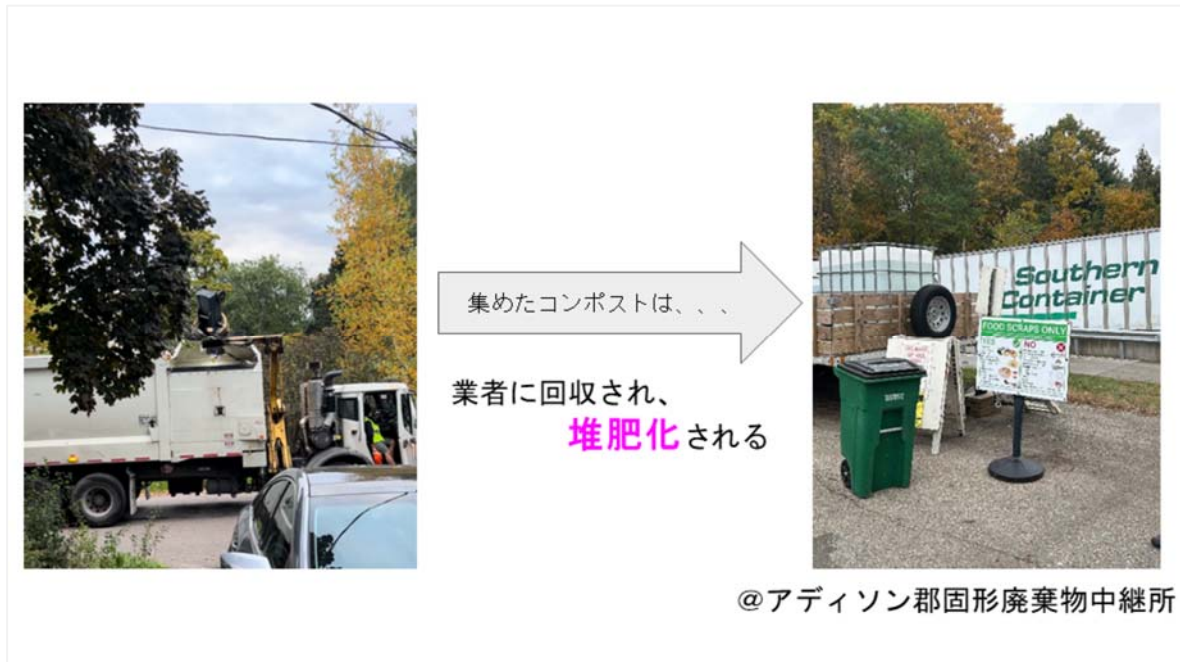 集めたコンポストは、、、
業者に回収され、
堆肥化される
Southern
Container
FOOD SCRAPS ONLY
YES
NO
@アディソン郡固形廃棄物中継所